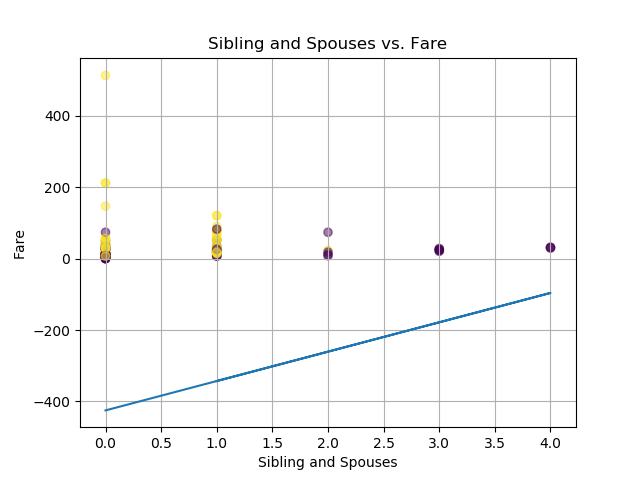 Sibling and Spouses vs. Fare
Fare
400
200
0
−200
−400
0.0 0.5 1.0 1.5 2.0 2.5 3.0 3.5 4.0
Sibling and Spouses